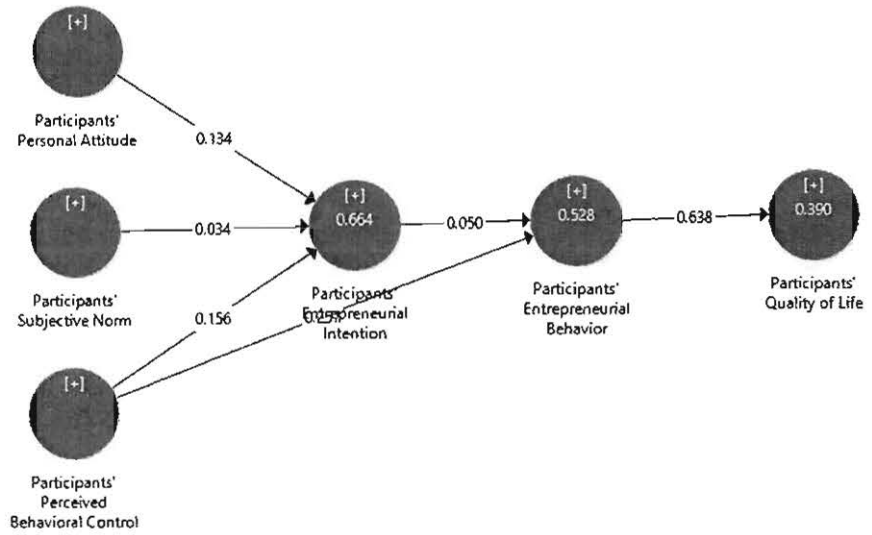 [+]
Participants'
Personal Attitude
0.134
[+]
Participants'
Subjective Norm
0.034
[+]
Participants'
Perceived
Behavioral Control
0.156
[+]
0.664
Participants'
Entrepreneurial
Intention
0.050
[+]
0.528
Participants'
Entrepreneurial
Behavior
0.638
[+]
0.390
Participants'
Quality of Life